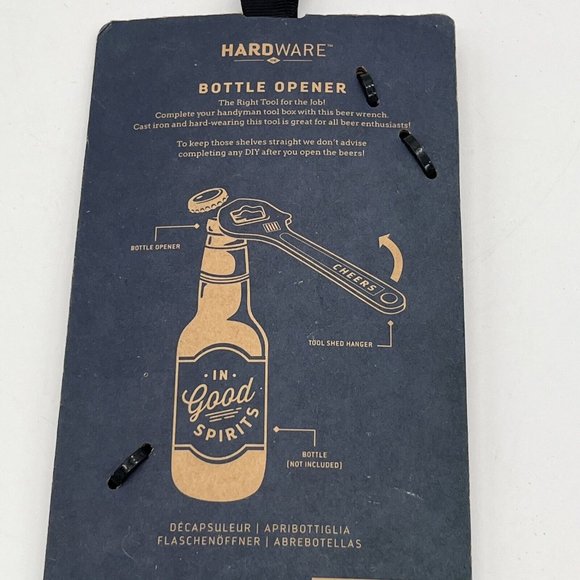 HARDWARE™
BOTTLE OPENER
The Right Tool for the Job!
Complete your handyman tool box with this beer wrench.
Cast iron and hard-wearing this tool is great for all beer enthusiasts!
To keep those shelves straight we don't advise
completing any DIY after you open the beers!
BOTTLE OPENER
CHEERS
TOOL SHED HANGER
• IN •
Good
SPIRITS
BOTTLE
(NOT INCLUDED)
DÉCAPSULEUR | APRIBOTTIGLIA
FLASCHENÖFFNER | ABREBOTELLAS